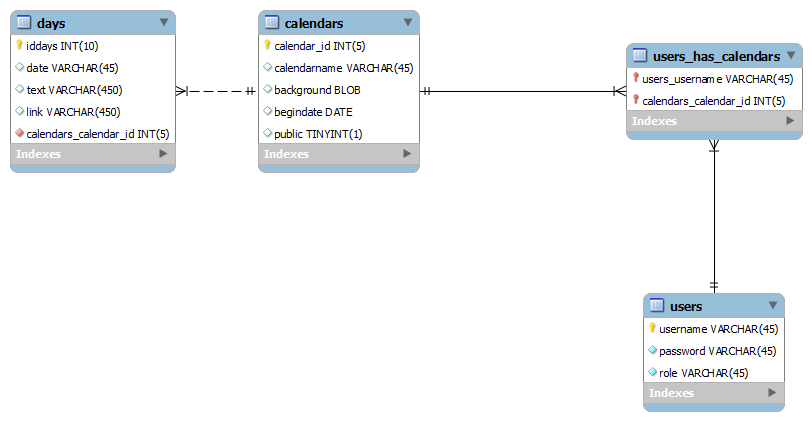 days
iddays INT(10)
date VARCHAR(45)
text VARCHAR(450)
link VARCHAR(450)
calendars_calendar_id INT(5)
Indexes
calendars
calendar_id INT(5)
calendarname VARCHAR(45)
background BLOB
begindate DATE
public TINYINT(1)
Indexes
users_has_calendars
users_username VARCHAR(45)
calendars_calendar_id INT(5)
Indexes
users
username VARCHAR(45)
password VARCHAR(45)
role VARCHAR(45)
Indexes